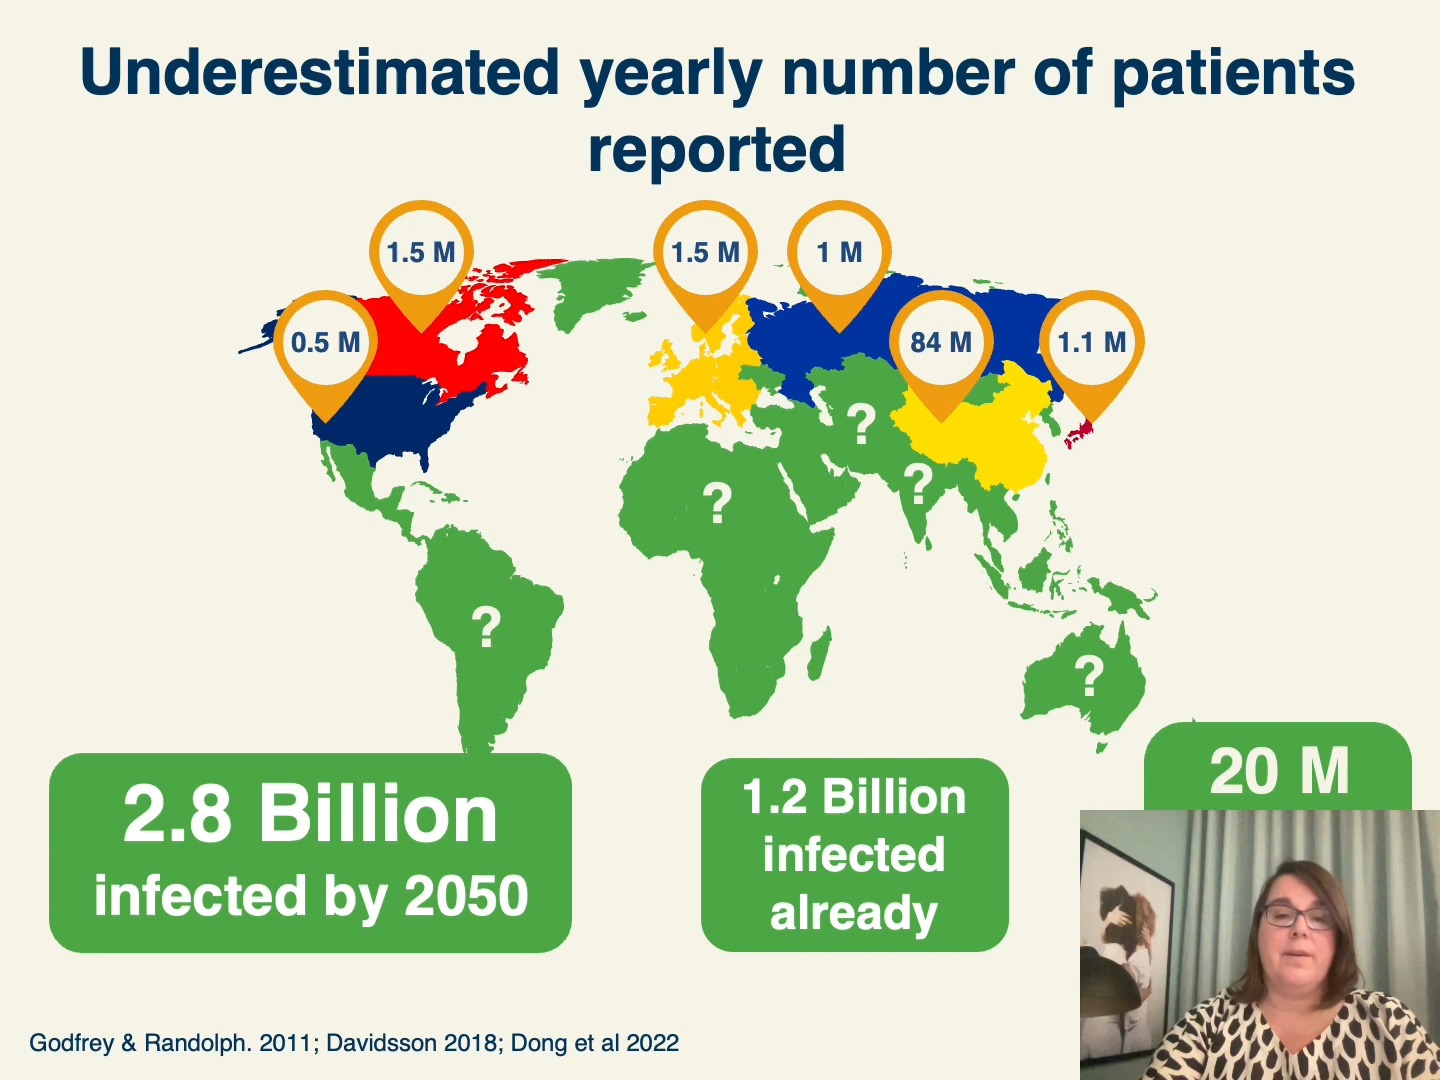 Underestimated yearly number of patients
reported
1.5 M
1.5 M
1 M
0.5 M
84 M
1.1 M
?
?
?
?
?
2.8 Billion
infected by 2050
1.2 Billion
infected
already
20 M
Godfrey & Randolph. 2011; Davidsson 2018; Dong et al 2022